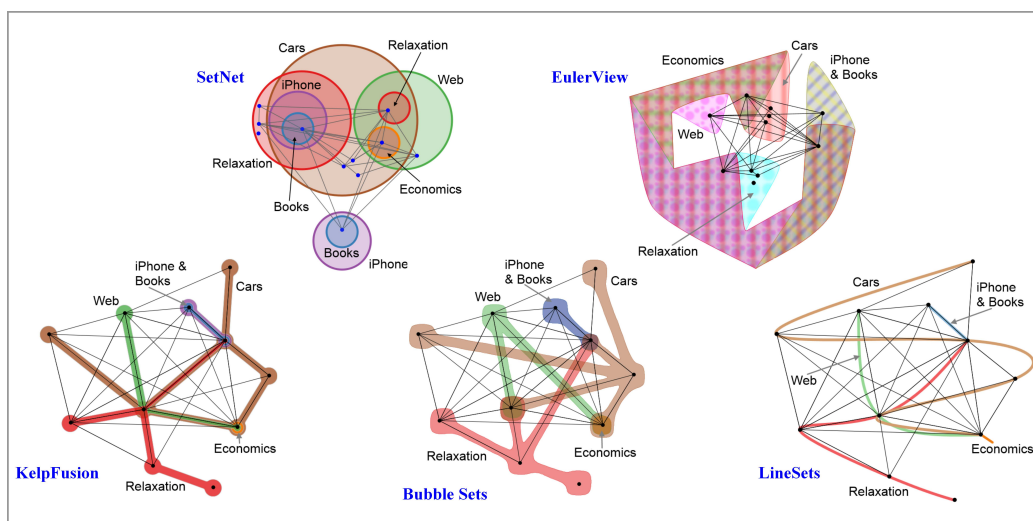 SetNet
Cars
Relaxation
iPhone
Web
Relaxation
Books
Economics
Books
iPhone
EulerView
Economics
Cars
iPhone
& Books
Web
Relaxation
KelpFusion
iPhone &
Books
Cars
Web
Economics
Relaxation
Bubble Sets
iPhone
& Books
Cars
Web
Relaxation
Economics
LineSets
Cars
iPhone
& Books
Web
Economics
Relaxation